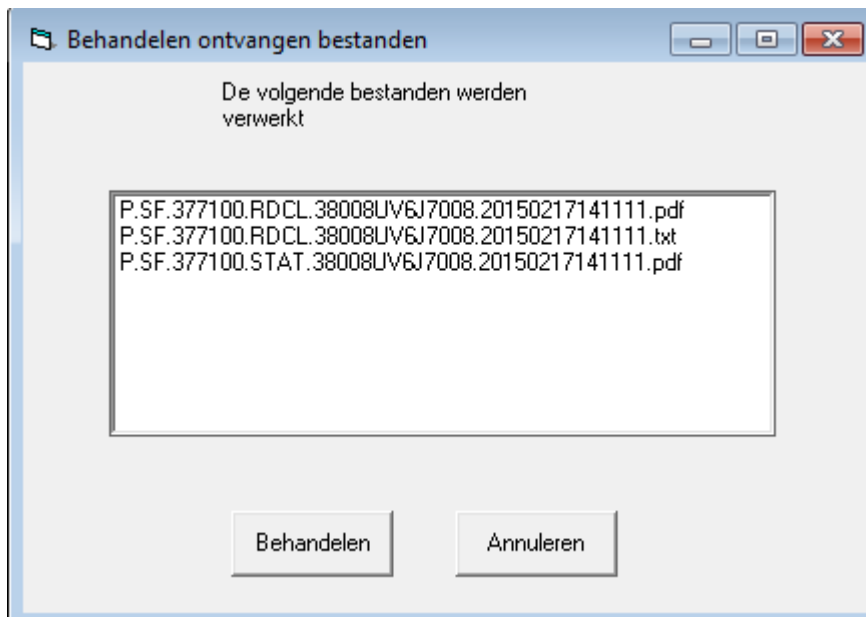 Behandelen ontvangen bestanden
De volgende bestanden werden
verwerkt
P.SF.377100.RDCL.38008UV6J7008.20150217141111.pdf
P.SF.377100.RDCL.38008UV6J7008.20150217141111.txt
P.SF.377100.STAT.38008UV6J7008.20150217141111.pdf
Behandelen Annuleren